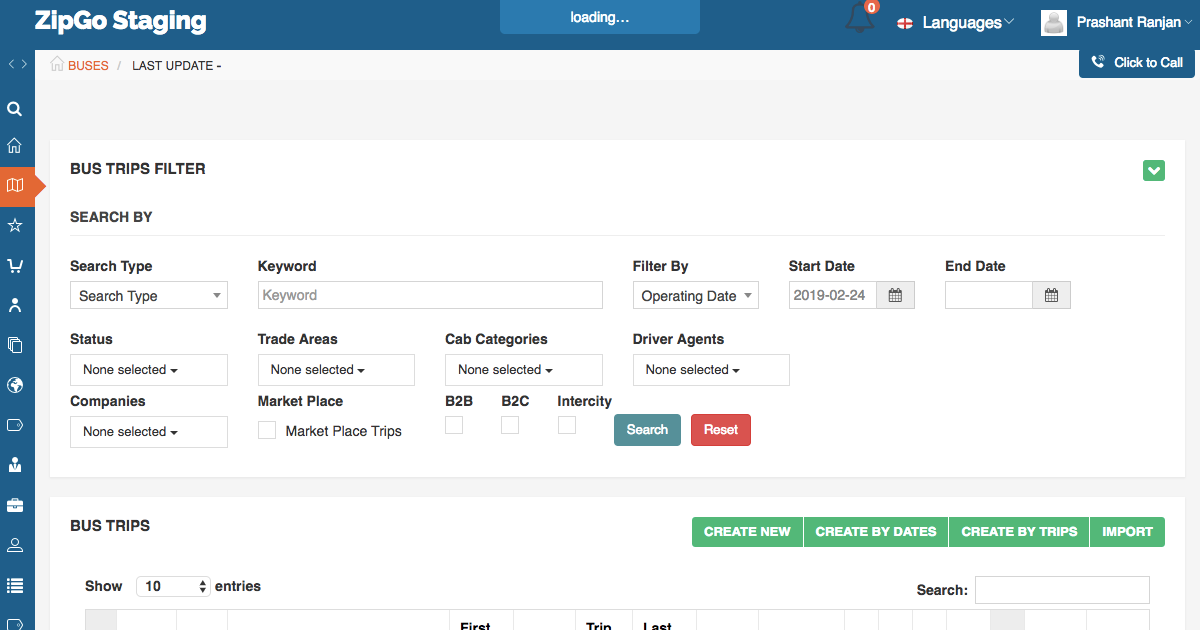 ZipGo Staging
loading...
0
Languages
Prashant Ranjan
BUSES / LAST UPDATE -
Click to Call
BUS TRIPS FILTER
SEARCH BY
Search Type Keyword Filter By Start Date End Date
Search Type Keyword Operating Date 2019-02-24
Status Trade Areas Cab Categories Driver Agents
None selected None selected None selected None selected
Companies Market Place B2B B2C Intercity
None selected Market Place Trips Search Reset
BUS TRIPS
CREATE NEW CREATE BY DATES CREATE BY TRIPS IMPORT
Show 10 entries Search:
First Trip Last